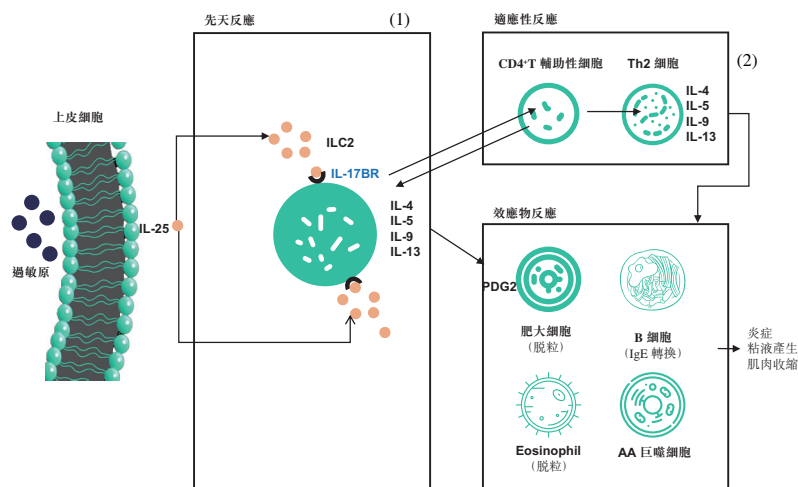 先天反應
(1)
適應性反應
(2)
CD4⁺T 輔助性細胞
Th2 細胞
IL-4
IL-5
IL-9
IL-13
上皮細胞
過敏原
IL-25
ILC2
IL-17BR
IL-4
IL-5
IL-9
IL-13
效應物反應
PDG2
肥大細胞
(脱粒)
B 細胞
(IgE 轉換)
Eosinophil
(脱粒)
AA 巨噬細胞
炎症
粘液產生
肌肉收縮